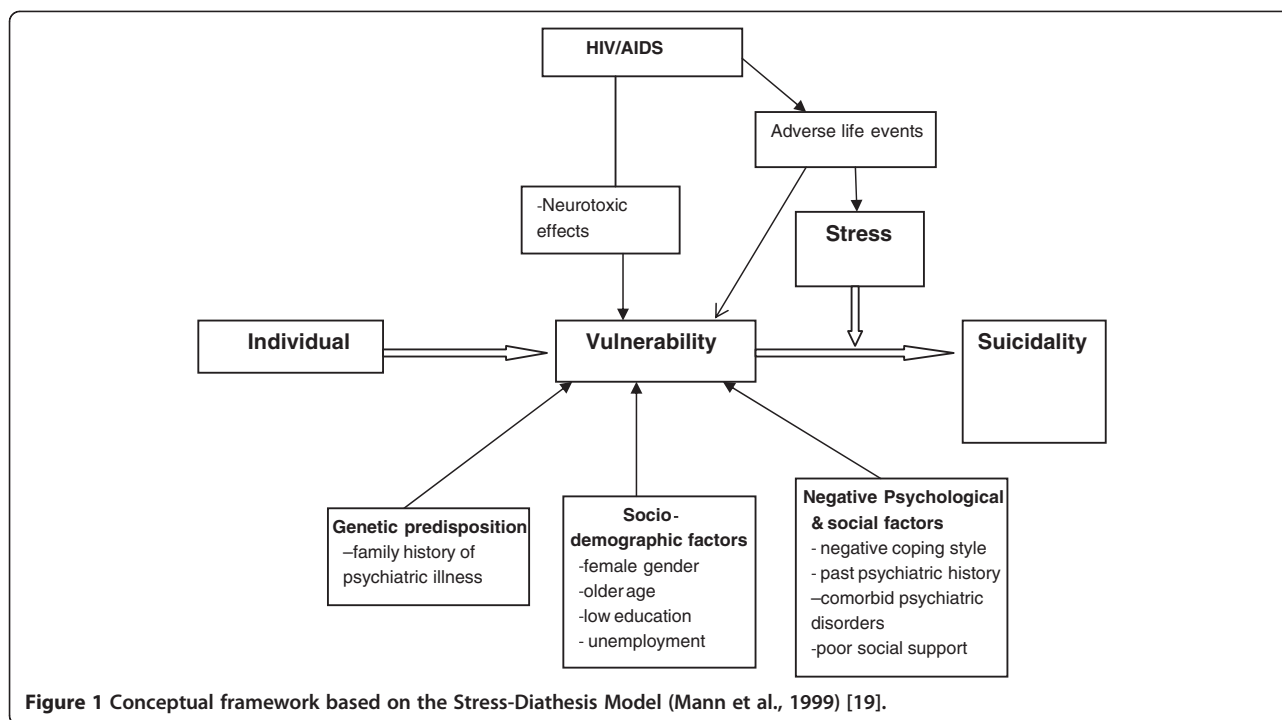 HIV/AIDS
Adverse life events
-Neurotoxic
effects
Stress
Individual
Vulnerability
Suicidality
Genetic predisposition
–family history of
psychiatric illness
Socio-
demographic factors
-female gender
-older age
-low education
- unemployment
Negative Psychological
& social factors
- negative coping style
- past psychiatric history
–comorbid psychiatric
disorders
-poor social support
Figure 1 Conceptual framework based on the Stress-Diathesis Model (Mann et al., 1999) [19].